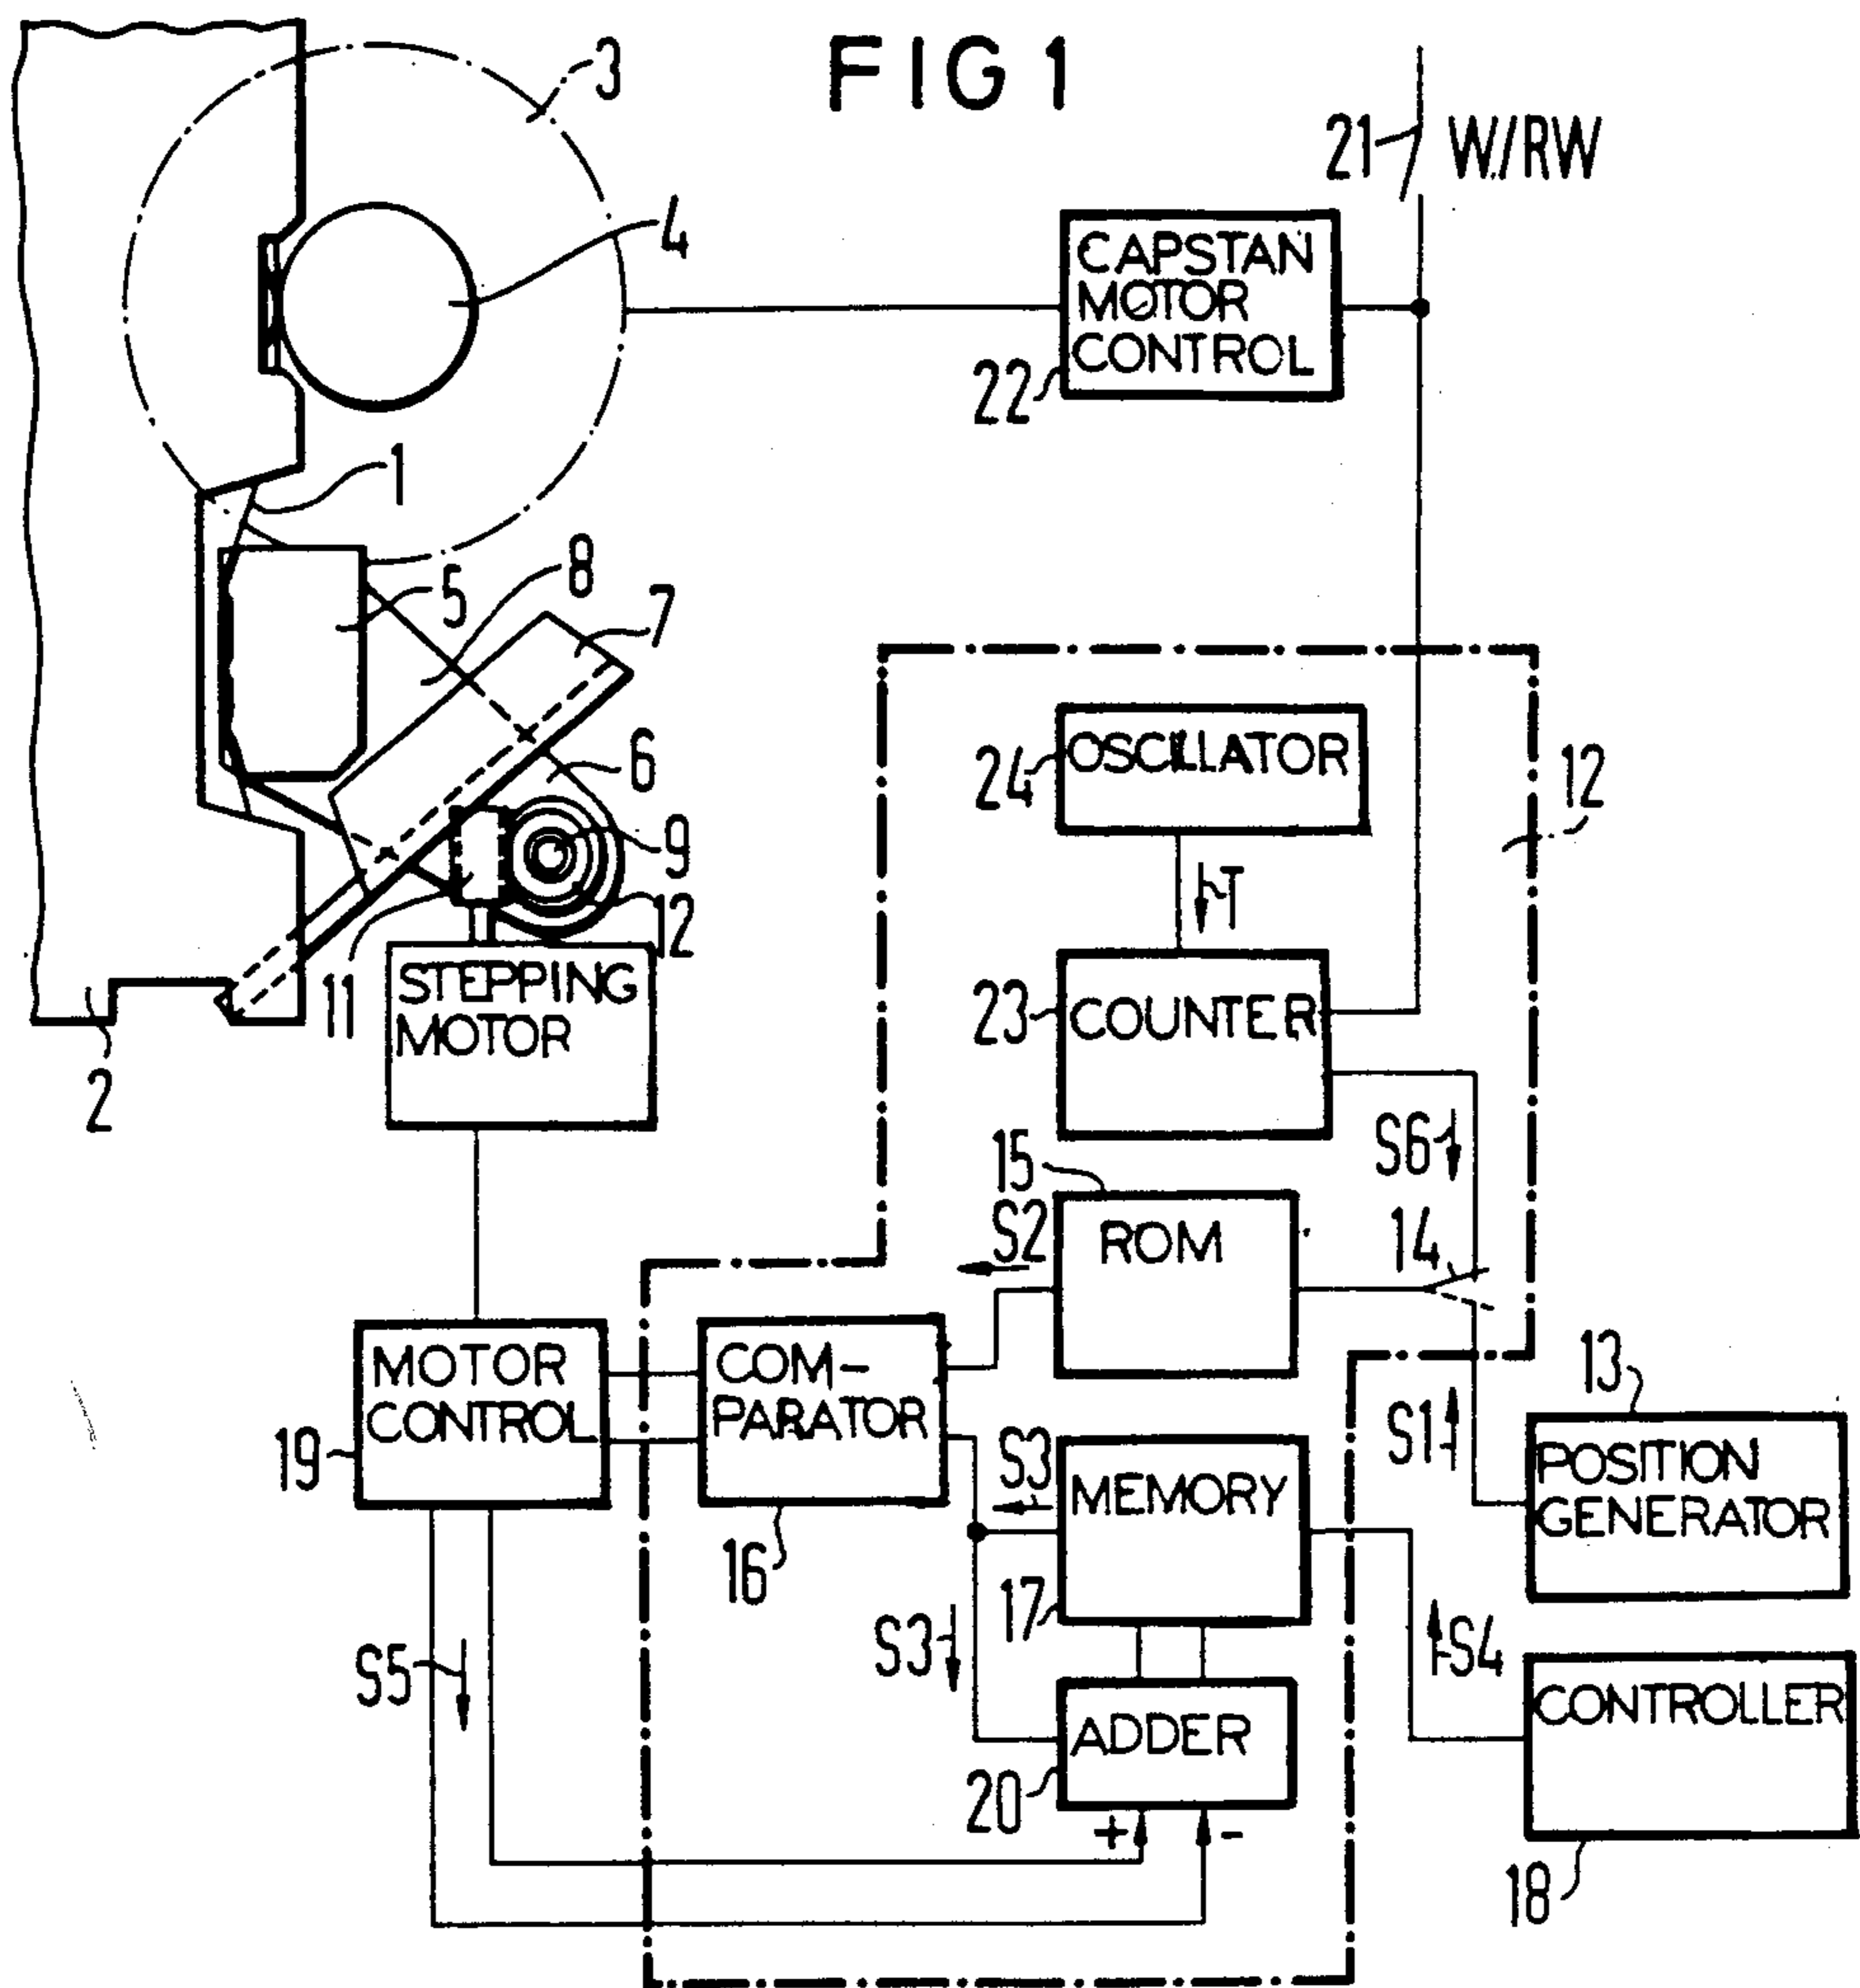 FIG 1
3
21
W/RW
4
CAPSTAN
MOTOR
CONTROL
22
1
8
5
7
6
OSCILLATOR
24
12
9
T
12
11
STEPPING
MOTOR
23
COUNTER
2
S6
15
S2
ROM
14
13
MOTOR
CONTROL
19
COM-
PARATOR
16
S3
MEMORY
17
S1
POSITION
GENERATOR
S3
S4
S5
ADDER
20
CONTROLLER
+
-
18